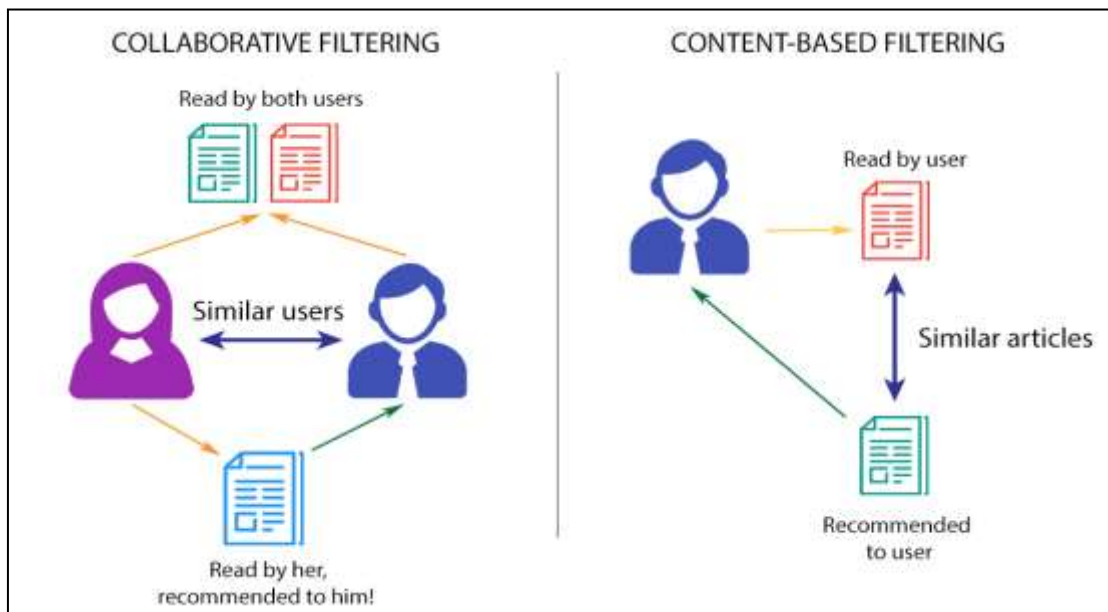 COLLABORATIVE FILTERING
Read by both users
Similar users
Read by her,
recommended to him!
CONTENT-BASED FILTERING
Read by user
Similar articles
Recommended
to user